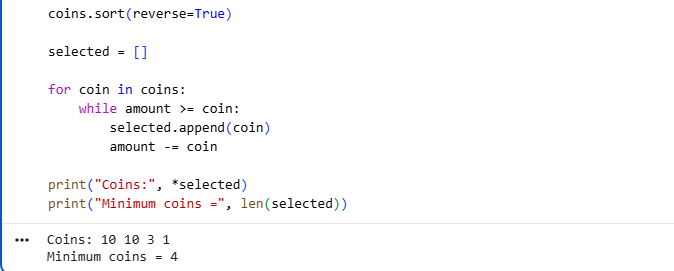 coins.sort(reverse=True)
selected = []
for coin in coins:
    while amount >= coin:
        selected.append(coin)
        amount -= coin
print("Coins:", *selected)
print("Minimum coins =", len(selected))
Coins: 10 10 3 1
Minimum coins = 4